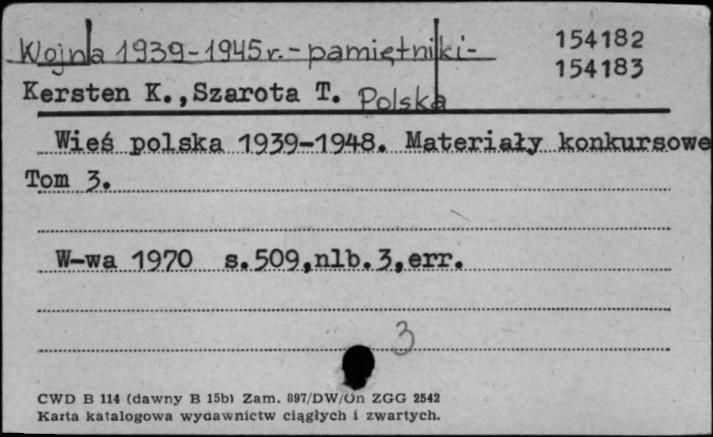 Wojna 1939-1945r.-pamiętniki-
154182
154183
Kersten K.,Szarota T. Polska
Wieś polska 1939-1948. Materiały konkursowe
Tom 3.
W-wa 1970 s.509,nlb.3,err.
3
CWD B 114 (dawny B 15b) Zam. 897/DW/On ZGG 2542
Karta katalogowa wydawnictw ciągłych i zwartych.